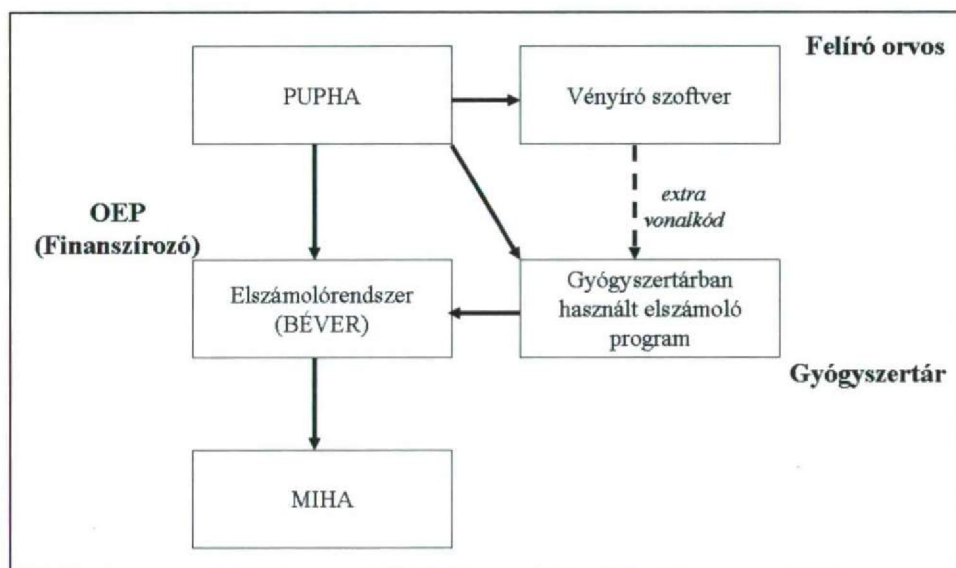 Felíró orvos
PUPHA
Vényíró szoftver
extra
vonalkód
OEP
(Finanszírozó)
Elszámolórendszer
(BÉVER)
Gyógyszertárban
használt elszámoló
program
Gyógyszertár
MIHA